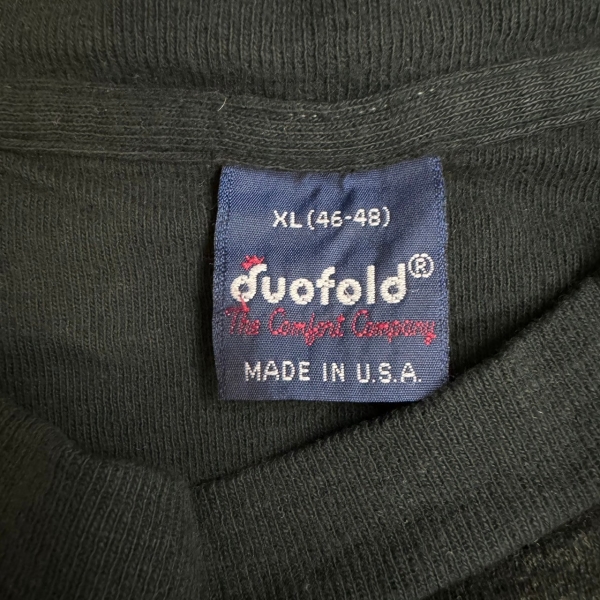 XL (46-48)
duofold®
The Comfort Company
MADE IN U.S.A.